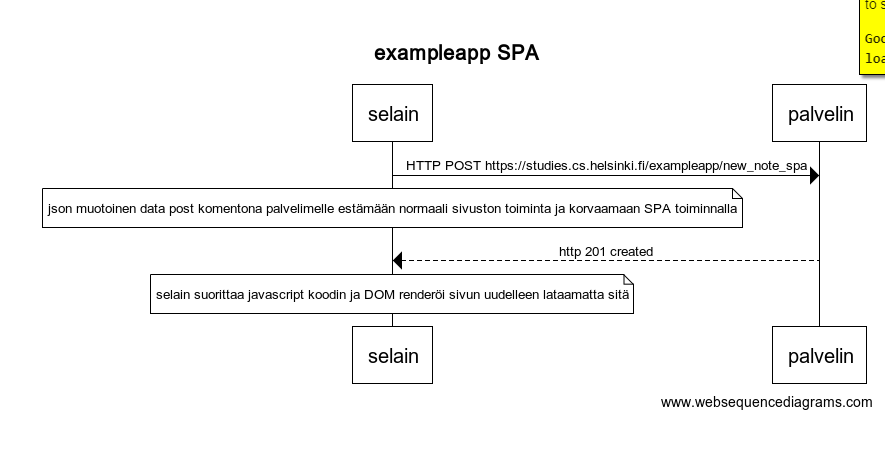 to
exampleapp SPA
selain
palvelin
HTTP POST https://studies.cs.helsinki.fi/exampleapp/new_note_spa
json muotoinen data post komentona palvelimelle estämään normaali sivuston toiminta ja korvaamaan SPA toiminnalla
http 201 created
selain suorittaa javascript koodin ja DOM renderöi sivun uudelleen lataamatta sitä
selain
palvelin
www.websequencediagrams.com